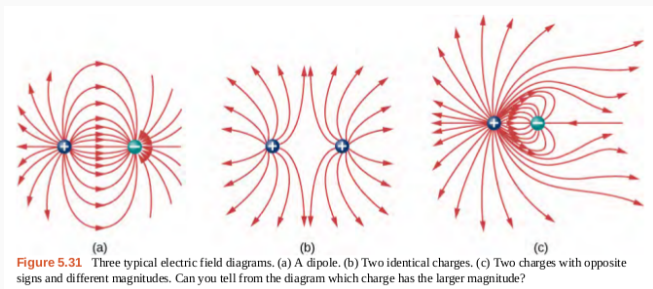 + −
+ +
+ −
(a) (b) (c)
Figure 5.31 Three typical electric field diagrams. (a) A dipole. (b) Two identical charges. (c) Two charges with opposite
signs and different magnitudes. Can you tell from the diagram which charge has the larger magnitude?